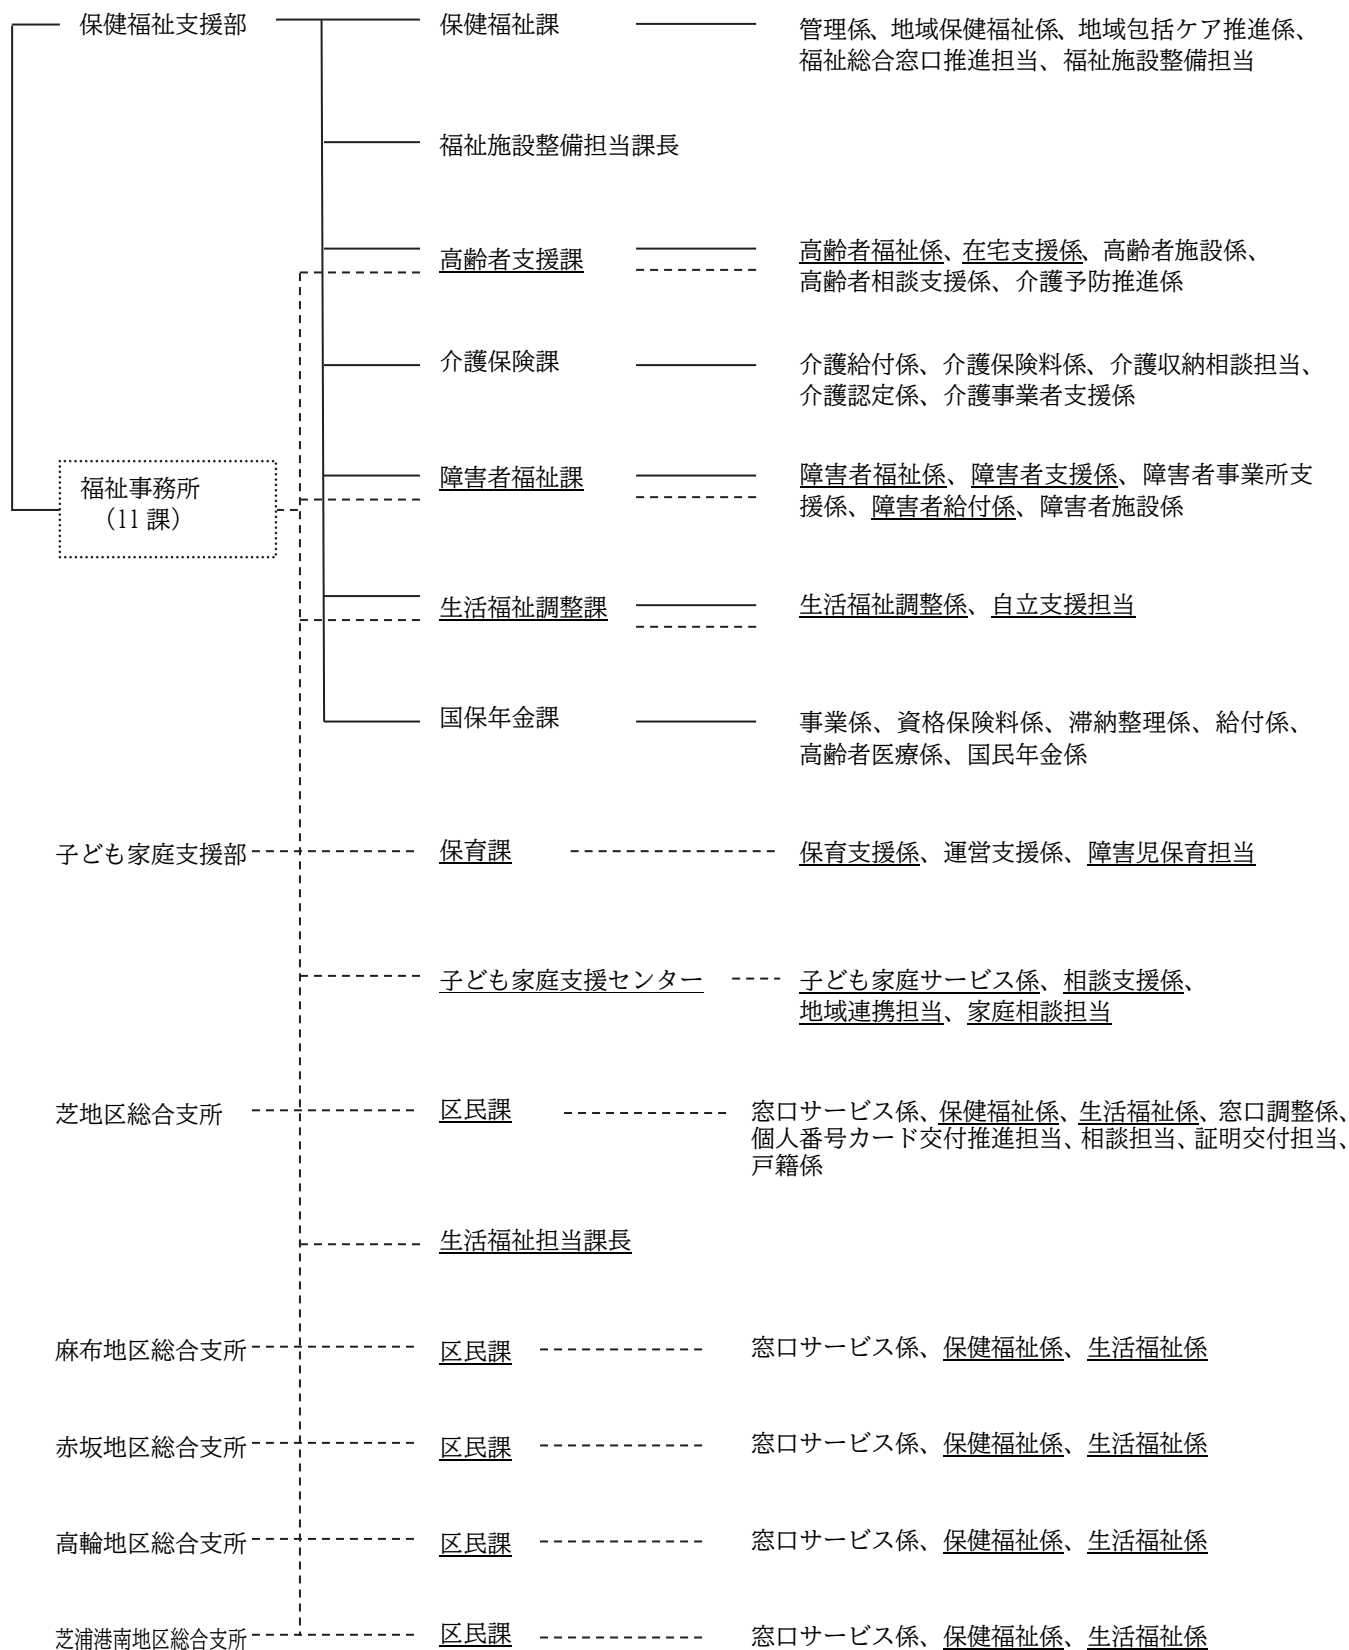 保健福祉支援部
保健福祉課
管理係、地域保健福祉係、地域包括ケア推進係、
福祉総合窓口推進担当、福祉施設整備担当
福祉施設整備担当課長
高齢者支援課
高齢者福祉係、在宅支援係、高齢者施設係、
高齢者相談支援係、介護予防推進係
介護保険課
介護給付係、介護保険料係、介護収納相談担当、
介護認定係、介護事業者支援係
福祉事務所
（11課）
障害者福祉課
障害者福祉係、障害者支援係、障害者事業所支
援係、障害者給付係、障害者施設係
生活福祉調整課
生活福祉調整係、自立支援担当
国保年金課
事業係、資格保険料係、滞納整理係、給付係、
高齢者医療係、国民年金係
子ども家庭支援部
保育課
保育支援係、運営支援係、障害児保育担当
子ども家庭支援センター
子ども家庭サービス係、相談支援係、
地域連携担当、家庭相談担当
芝地区総合支所
区民課
窓口サービス係、保健福祉係、生活福祉係、窓口調整係、
個人番号カード交付推進担当、相談担当、証明交付担当、
戸籍係
生活福祉担当課長
麻布地区総合支所
区民課
窓口サービス係、保健福祉係、生活福祉係
赤坂地区総合支所
区民課
窓口サービス係、保健福祉係、生活福祉係
高輪地区総合支所
区民課
窓口サービス係、保健福祉係、生活福祉係
芝浦港南地区総合支所
区民課
窓口サービス係、保健福祉係、生活福祉係